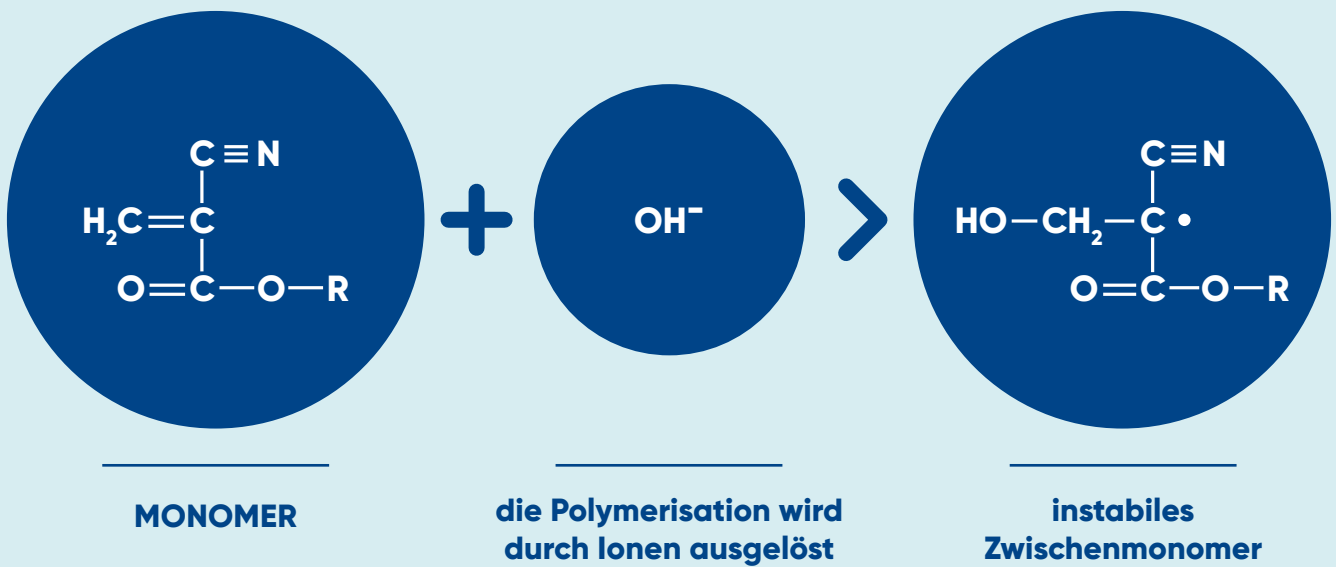 C≡N
H₂C=C
O=C—O—R
+
OH⁻
>
C≡N
HO—CH₂—C •
O=C—O—R
MONOMER
die Polymerisation wird
durch Ionen ausgelöst
instabiles
Zwischenmonomer